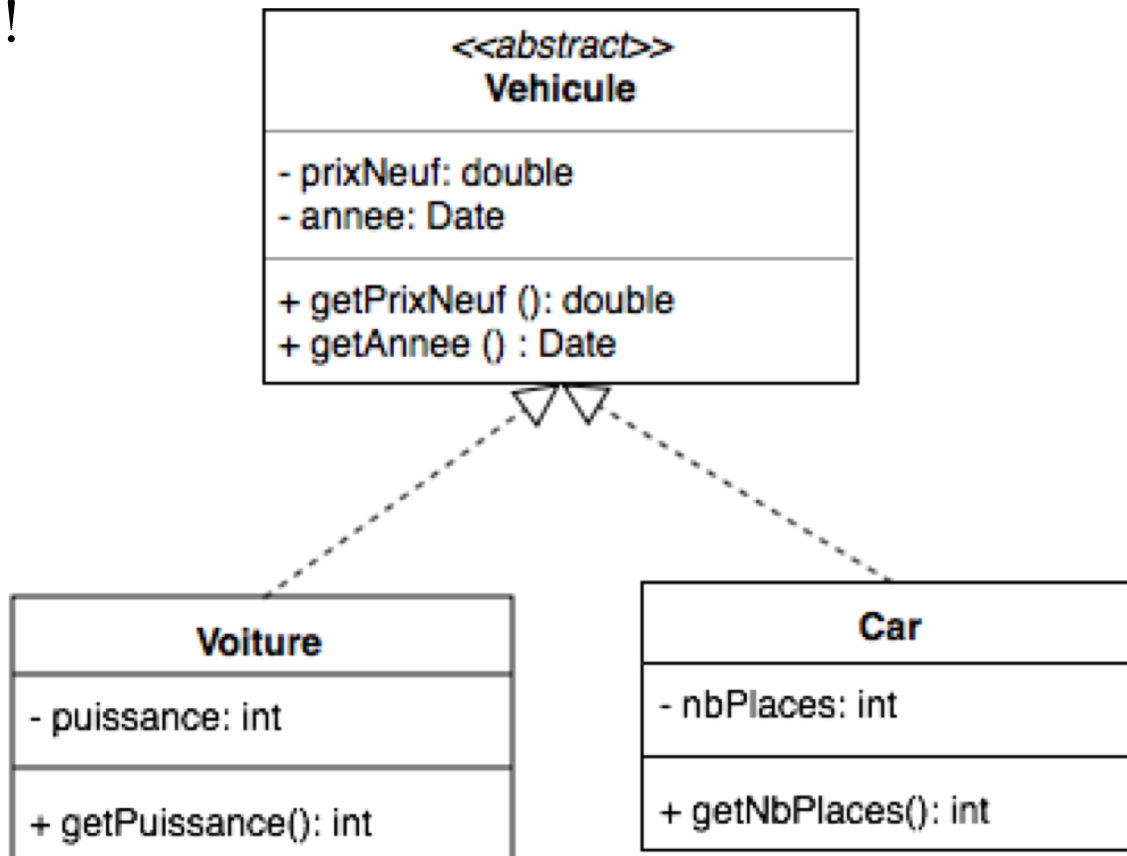 !
<<abstract>>
Vehicule
- prixNeuf: double
- annee: Date
+ getPrixNeuf (): double
+ getAnnee () : Date
Voiture
- puissance: int
+ getPuissance(): int
Car
- nbPlaces: int
+ getNbPlaces(): int